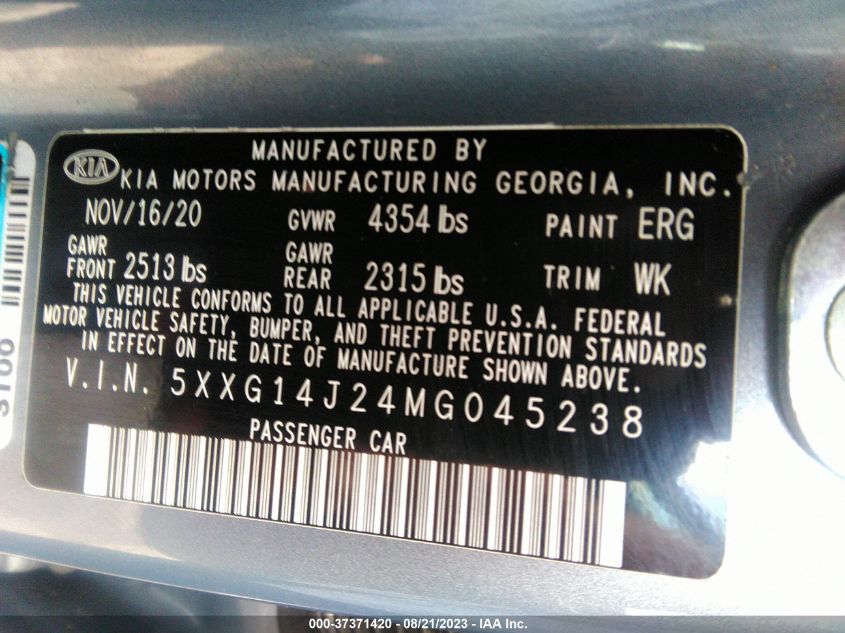 MANUFACTURED BY
KIA
KIA MOTORS MANUFACTURING GEORGIA, INC.
NOV/16/20 GVWR 4354 lbs PAINT ERG
GAWR FRONT 2513 lbs GAWR REAR 2315 lbs TRIM WK
THIS VEHICLE CONFORMS TO ALL APPLICABLE U.S.A. FEDERAL
MOTOR VEHICLE SAFETY, BUMPER, AND THEFT PREVENTION STANDARDS
IN EFFECT ON THE DATE OF MANUFACTURE SHOWN ABOVE.
V.I.N. 5XXG14J24MG045238
PASSENGER CAR
000-37371420 - 08/21/2023 - IAA Inc.